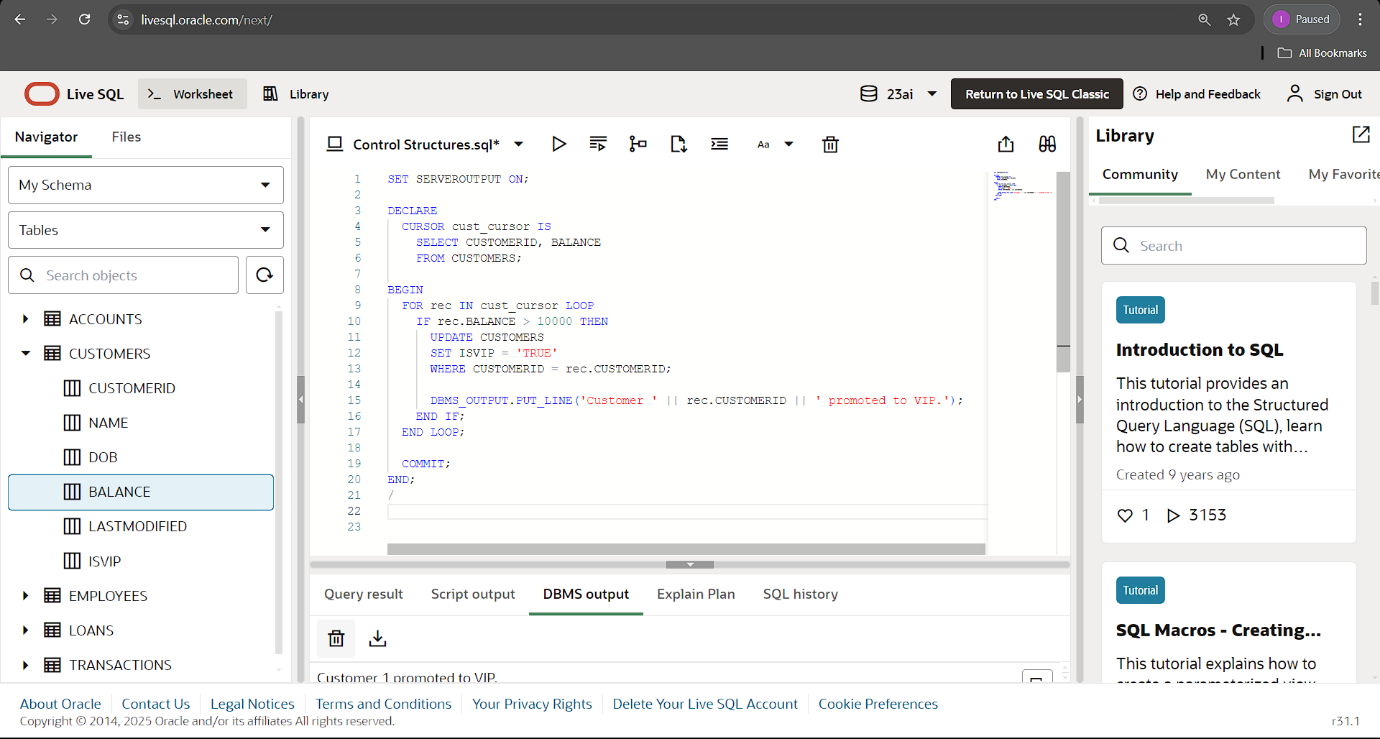 livesql.oracle.com/next/
I
Paused
All Bookmarks
Live SQL
Worksheet
Library
23ai
Return to Live SQL Classic
Help and Feedback
Sign Out
Navigator
Files
My Schema
Tables
Search objects
ACCOUNTS
CUSTOMERS
CUSTOMERID
NAME
DOB
BALANCE
LASTMODIFIED
ISVIP
EMPLOYEES
LOANS
TRANSACTIONS
Control Structures.sql*
Aa
1 SET SERVEROUTPUT ON;
2
3 DECLARE
4 CURSOR cust_cursor IS
5 SELECT CUSTOMERID, BALANCE
6 FROM CUSTOMERS;
7
8 BEGIN
9 FOR rec IN cust_cursor LOOP
10 IF rec.BALANCE > 10000 THEN
11 UPDATE CUSTOMERS
12 SET ISVIP = 'TRUE'
13 WHERE CUSTOMERID = rec.CUSTOMERID;
14
15 DBMS_OUTPUT.PUT_LINE('Customer ' || rec.CUSTOMERID || ' promoted to VIP.');
16 END IF;
17 END LOOP;
18
19 COMMIT;
20 END;
21 /
22
23
Query result
Script output
DBMS output
Explain Plan
SQL history
Customer 1 promoted to VIP.
Library
Community
My Content
My Favorite
Search
Tutorial
Introduction to SQL
This tutorial provides an
introduction to the Structured
Query Language (SQL), learn
how to create tables with...
Created 9 years ago
1
3153
Tutorial
SQL Macros - Creating...
This tutorial explains how to
create a parameterized view
About Oracle
Contact Us
Legal Notices
Terms and Conditions
Your Privacy Rights
Delete Your Live SQL Account
Cookie Preferences
Copyright © 2014, 2025 Oracle and/or its affiliates All rights reserved.
r31.1